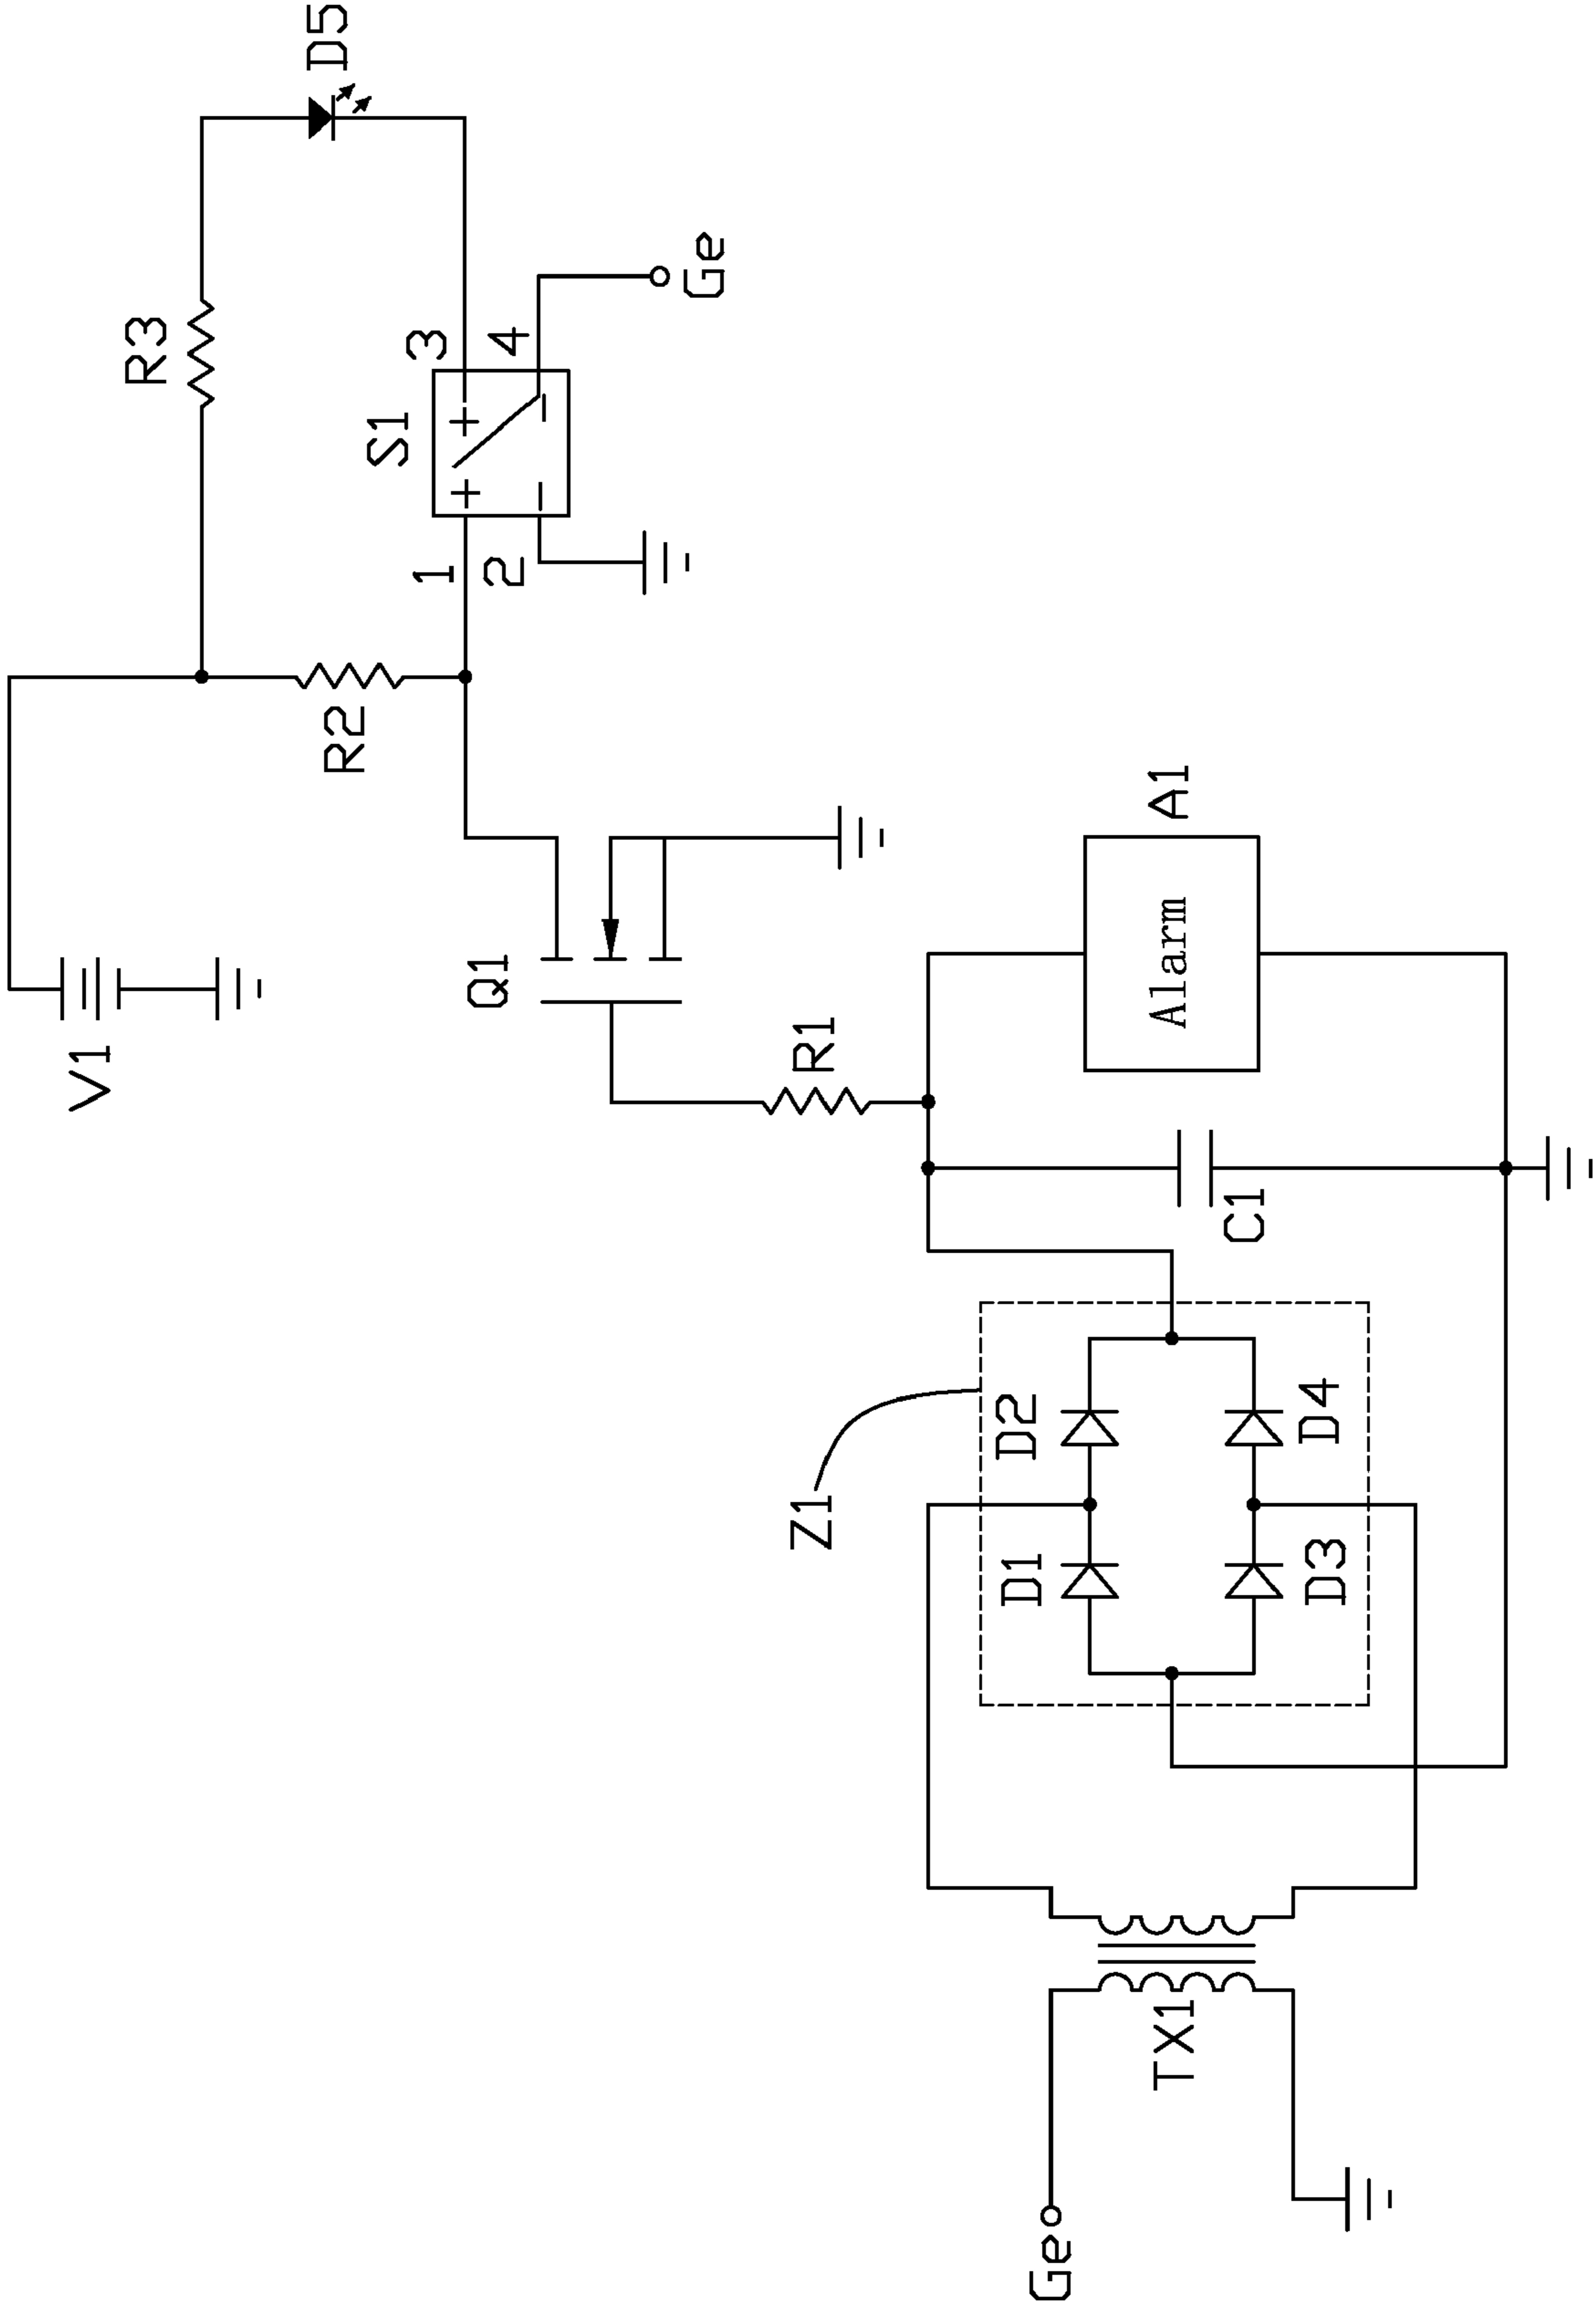 V1
R2
R3
D5
S1
1
2
3
4
+
+
−
−
Ge
Q1
R1
A1
Alarm
C1
Z1
D1
D2
D3
D4
TX1
Ge